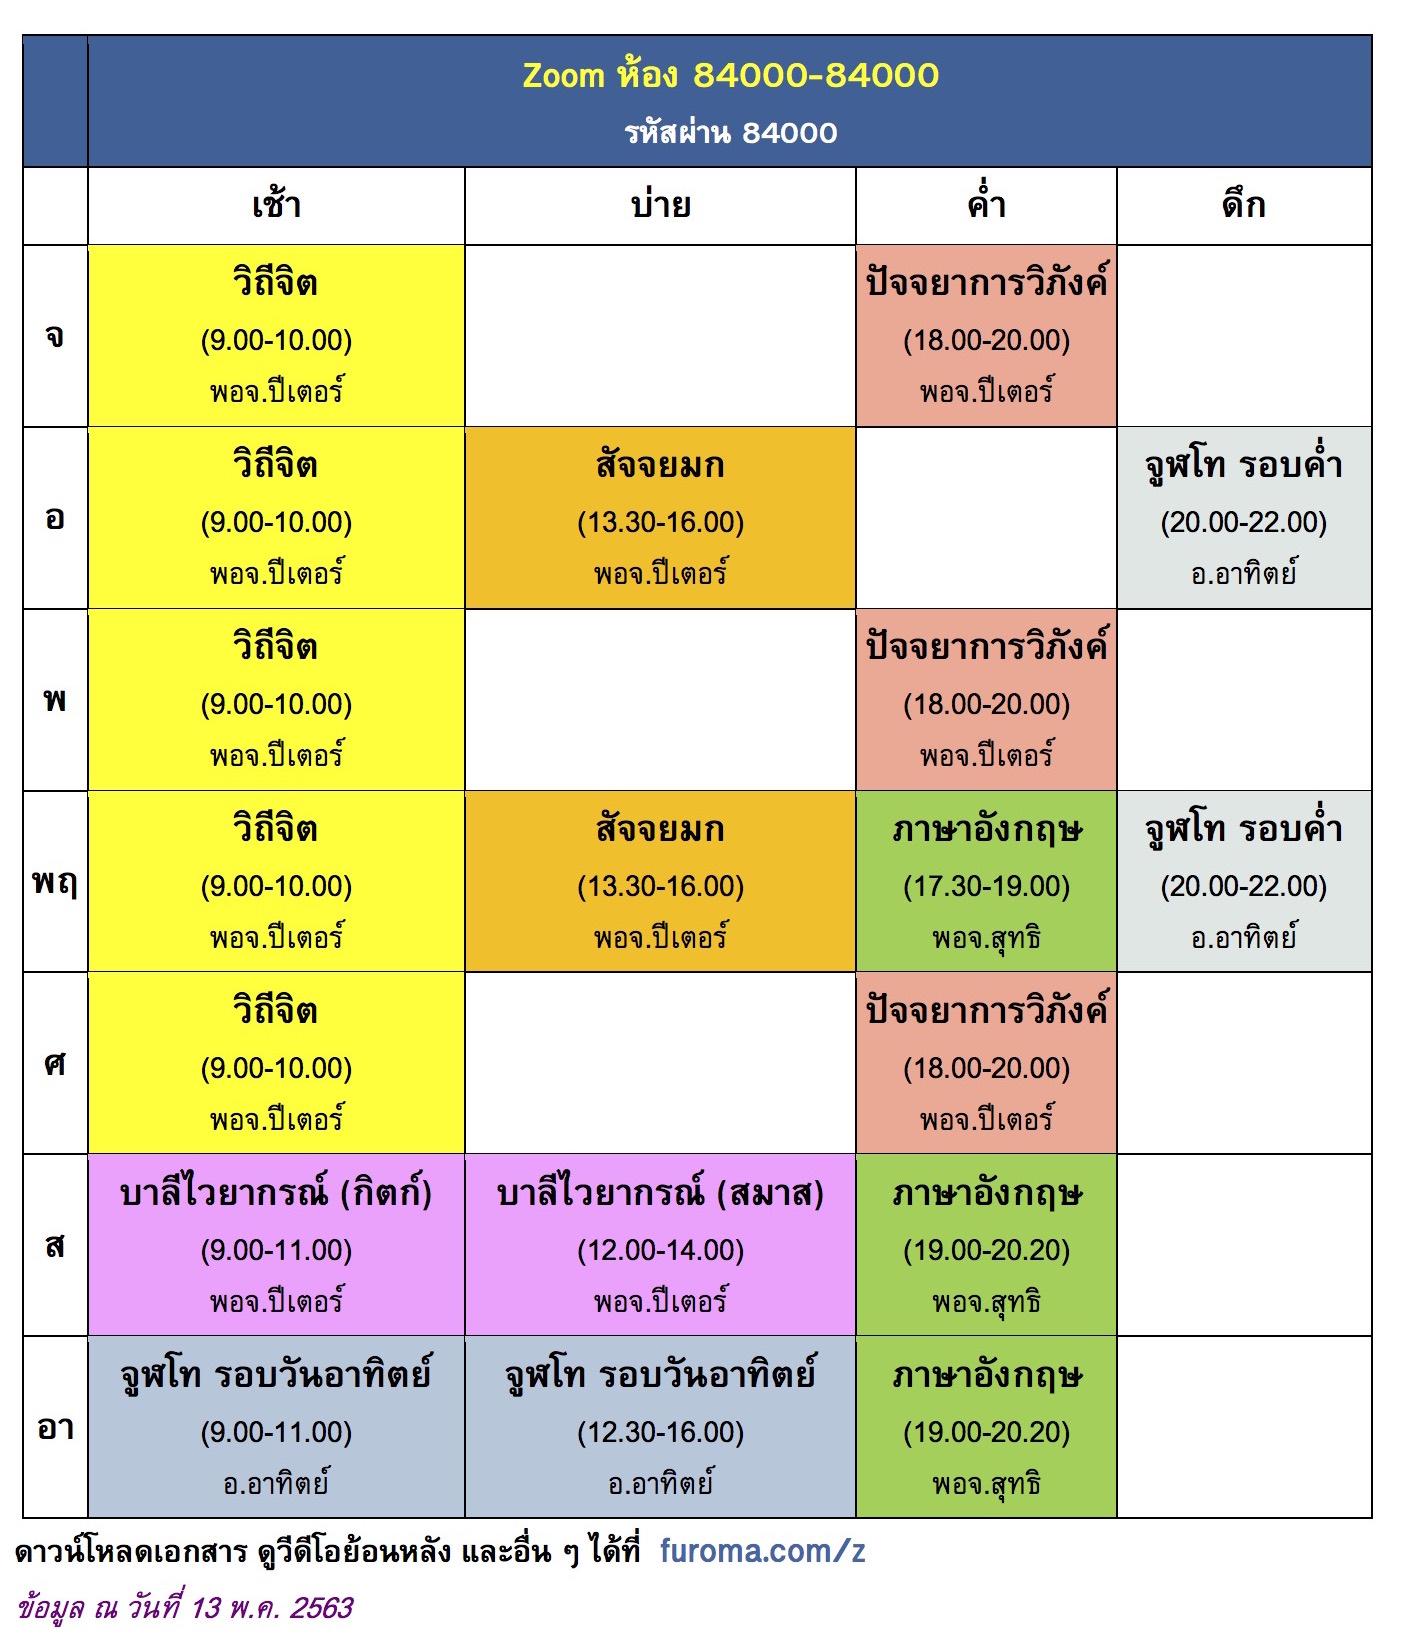 Zoom ห้อง 84000-84000
รหัสผ่าน 84000
เช้า บ่าย ค่ำ ดึก
จ
วิถีจิต
(9.00-10.00)
พอจ.ปีเตอร์
ปัจจยาการวิภังค์
(18.00-20.00)
พอจ.ปีเตอร์
อ
วิถีจิต
(9.00-10.00)
พอจ.ปีเตอร์
สัจจยมก
(13.30-16.00)
พอจ.ปีเตอร์
จูฬโท รอบค่ำ
(20.00-22.00)
อ.อาทิตย์
พ
วิถีจิต
(9.00-10.00)
พอจ.ปีเตอร์
ปัจจยาการวิภังค์
(18.00-20.00)
พอจ.ปีเตอร์
พฤ
วิถีจิต
(9.00-10.00)
พอจ.ปีเตอร์
สัจจยมก
(13.30-16.00)
พอจ.ปีเตอร์
ภาษาอังกฤษ
(17.30-19.00)
พอจ.สุทธิ
จูฬโท รอบค่ำ
(20.00-22.00)
อ.อาทิตย์
ศ
วิถีจิต
(9.00-10.00)
พอจ.ปีเตอร์
ปัจจยาการวิภังค์
(18.00-20.00)
พอจ.ปีเตอร์
ส
บาลีไวยากรณ์ (กิตก์)
(9.00-11.00)
พอจ.ปีเตอร์
บาลีไวยากรณ์ (สมาส)
(12.00-14.00)
พอจ.ปีเตอร์
ภาษาอังกฤษ
(19.00-20.20)
พอจ.สุทธิ
อา
จูฬโท รอบวันอาทิตย์
(9.00-11.00)
อ.อาทิตย์
จูฬโท รอบวันอาทิตย์
(12.30-16.00)
อ.อาทิตย์
ภาษาอังกฤษ
(19.00-20.20)
พอจ.สุทธิ
ดาวน์โหลดเอกสาร ดูวีดีโอย้อนหลัง และอื่น ๆ ได้ที่ furoma.com/z
ข้อมูล ณ วันที่ 13 พ.ค. 2563